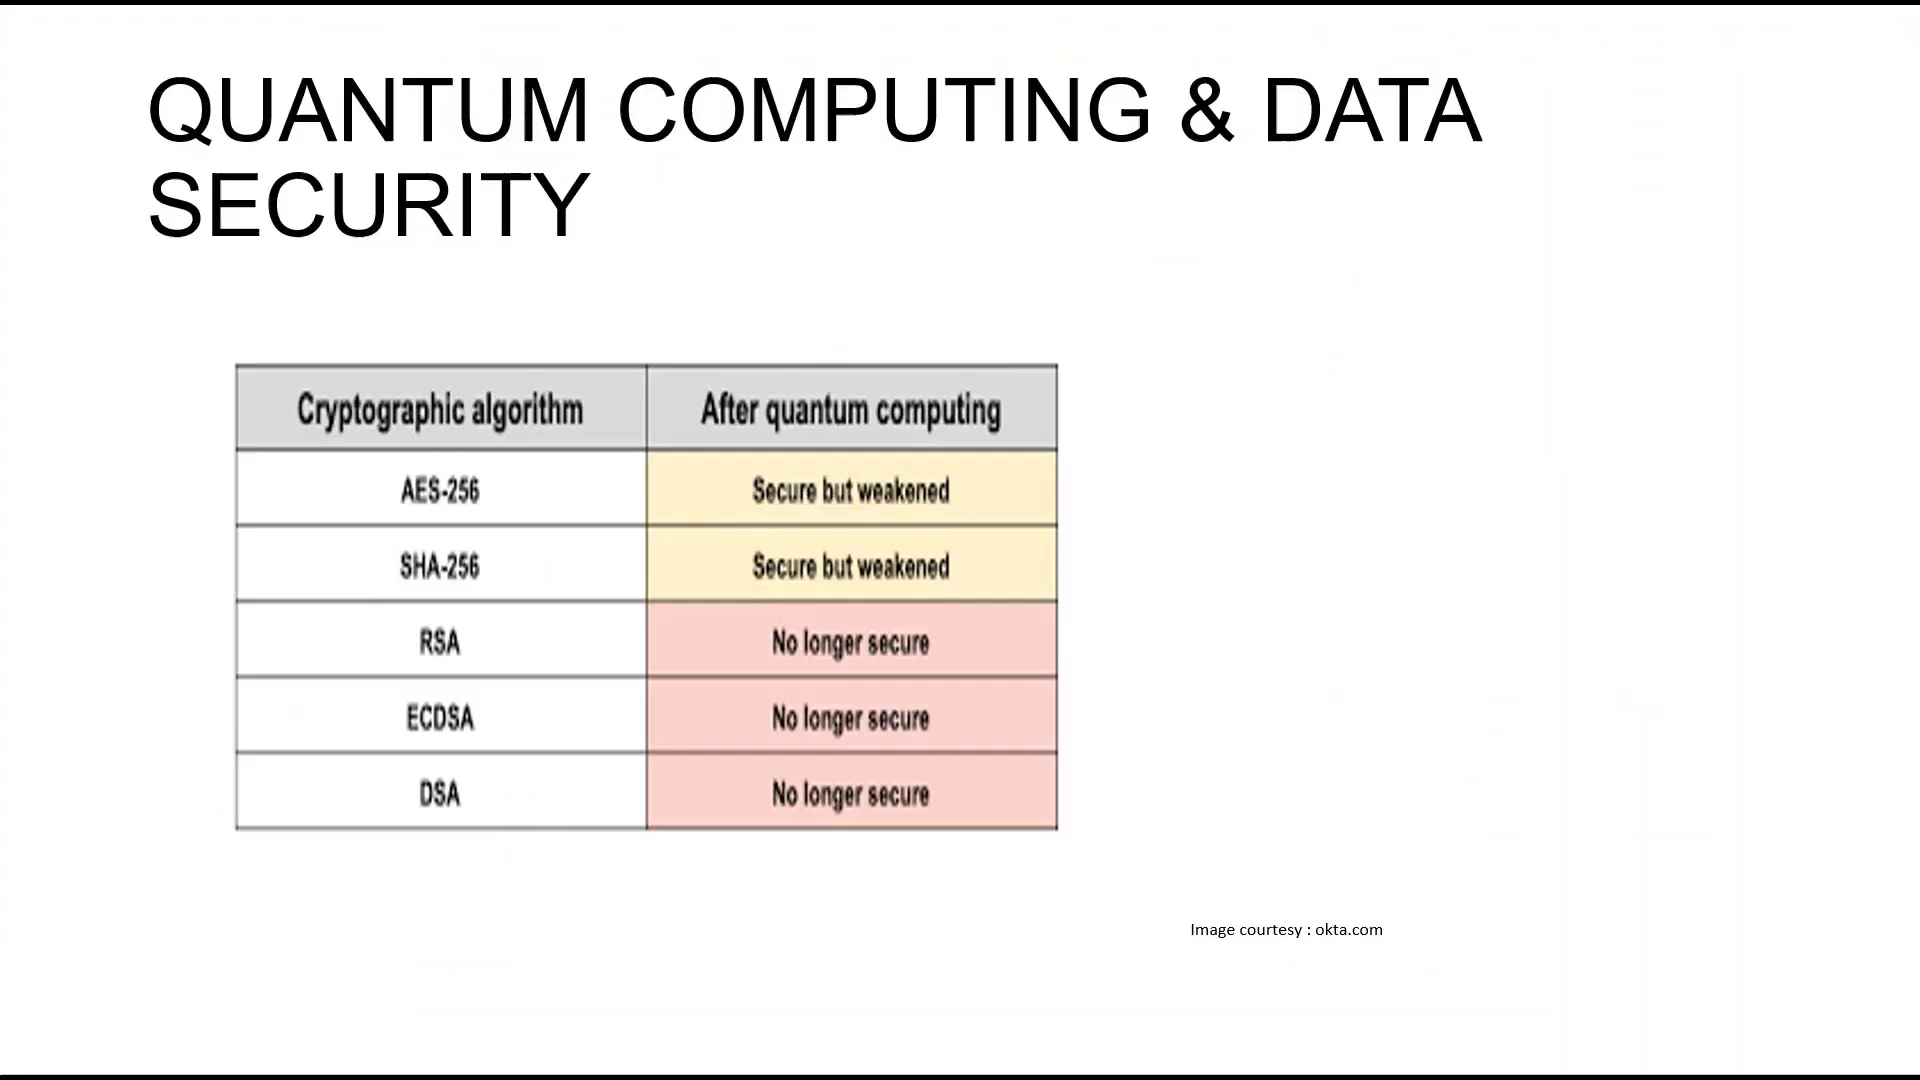 QUANTUM COMPUTING & DATA
SECURITY
Cryptographic algorithm After quantum computing
AES-256 Secure but weakened
SHA-256 Secure but weakened
RSA No longer secure
ECDSA No longer secure
DSA No longer secure
Image courtesy : okta.com